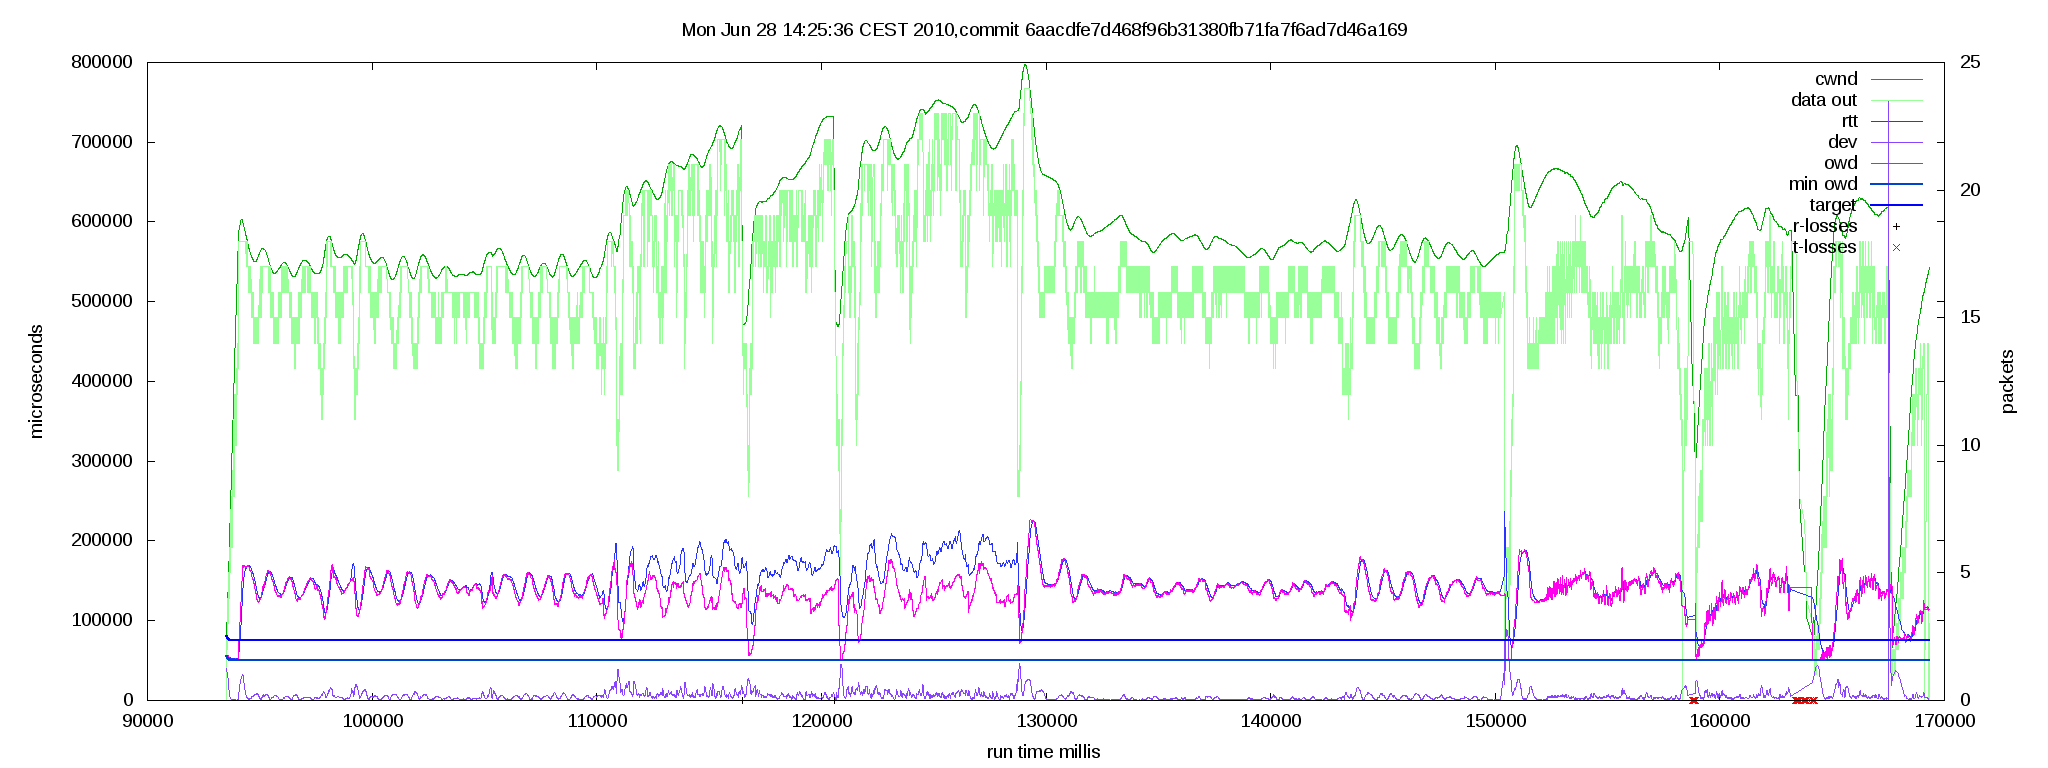 Mon Jun 28 14:25:36 CEST 2010,commit 6aacdfe7d468f96b31380fb71fa7f6ad7d46a169
800000
700000
600000
500000
400000
300000
200000
100000
0
microseconds
25
20
15
10
5
0
packets
cwnd
data out
rtt
dev
owd
min owd
target
r-losses
t-losses
90000 100000 110000 120000 130000 140000 150000 160000 170000
run time millis